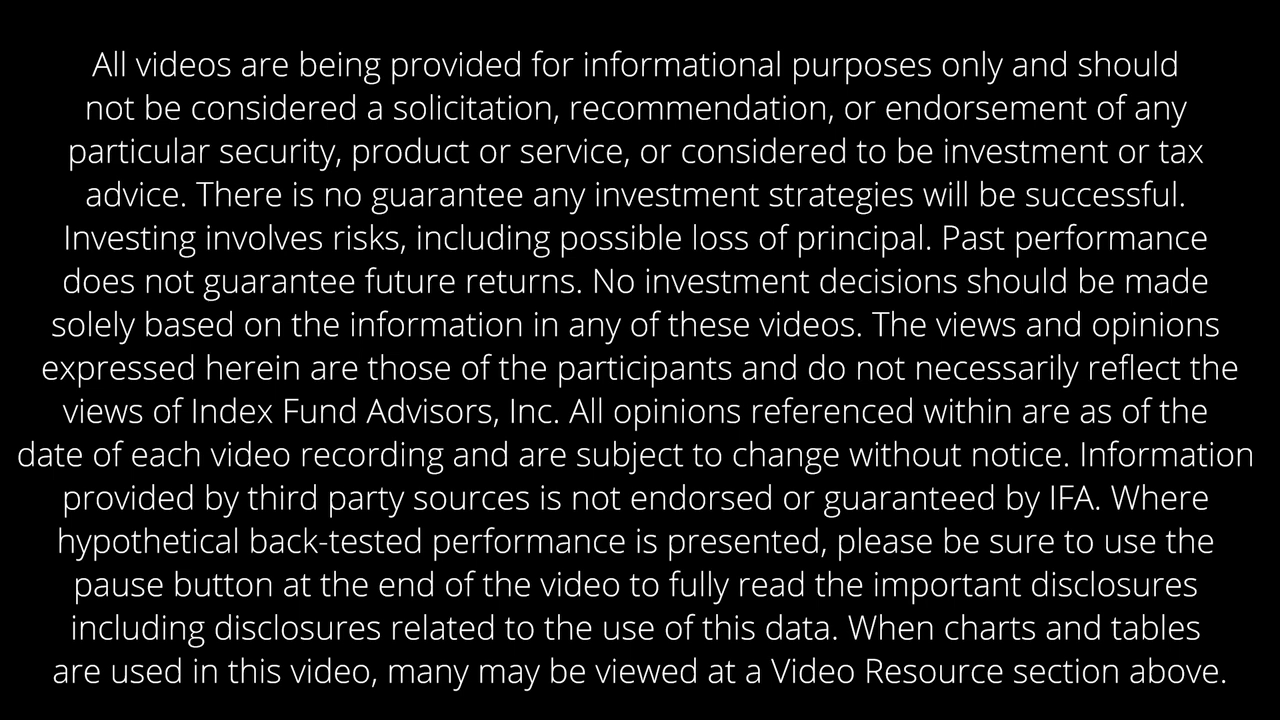 All videos are being provided for informational purposes only and should
not be considered a solicitation, recommendation, or endorsement of any
particular security, product or service, or considered to be investment or tax
advice. There is no guarantee any investment strategies will be successful.
Investing involves risks, including possible loss of principal. Past performance
does not guarantee future returns. No investment decisions should be made
solely based on the information in any of these videos. The views and opinions
expressed herein are those of the participants and do not necessarily reflect the
views of Index Fund Advisors, Inc. All opinions referenced within are as of the
date of each video recording and are subject to change without notice. Information
provided by third party sources is not endorsed or guaranteed by IFA. Where
hypothetical back-tested performance is presented, please be sure to use the
pause button at the end of the video to fully read the important disclosures
including disclosures related to the use of this data. When charts and tables
are used in this video, many may be viewed at a Video Resource section above.